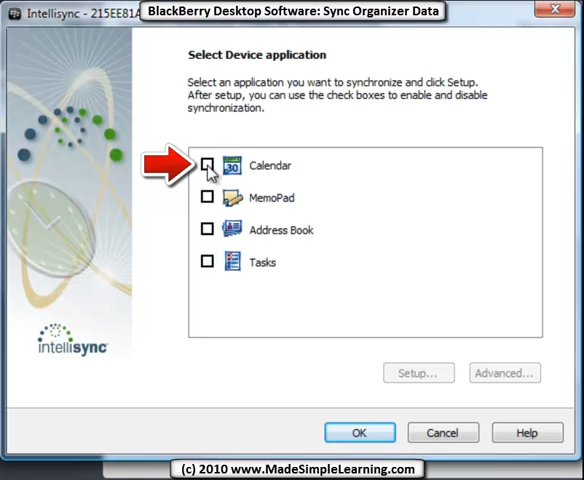 Intellisync - 215EE81A
BlackBerry Desktop Software: Sync Organizer Data
Select Device application
Select an application you want to synchronize and click Setup.
After setup, you can use the check boxes to enable and disable
synchronization.
30
Calendar
MemoPad
Address Book
Tasks
intellisync
Setup...
Advanced...
OK
Cancel
Help
(c) 2010 www.MadeSimpleLearning.com